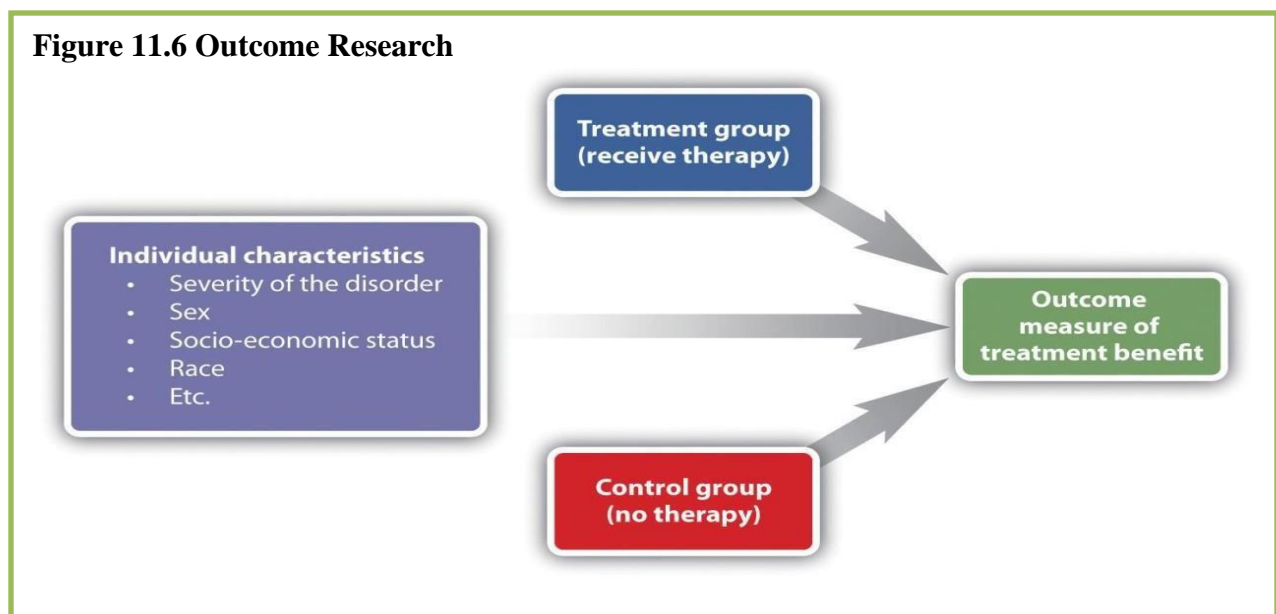 Figure 11.6 Outcome Research
Treatment group
(receive therapy)
Individual characteristics
• Severity of the disorder
• Sex
• Socio-economic status
• Race
• Etc.
Outcome
measure of
treatment benefit
Control group
(no therapy)